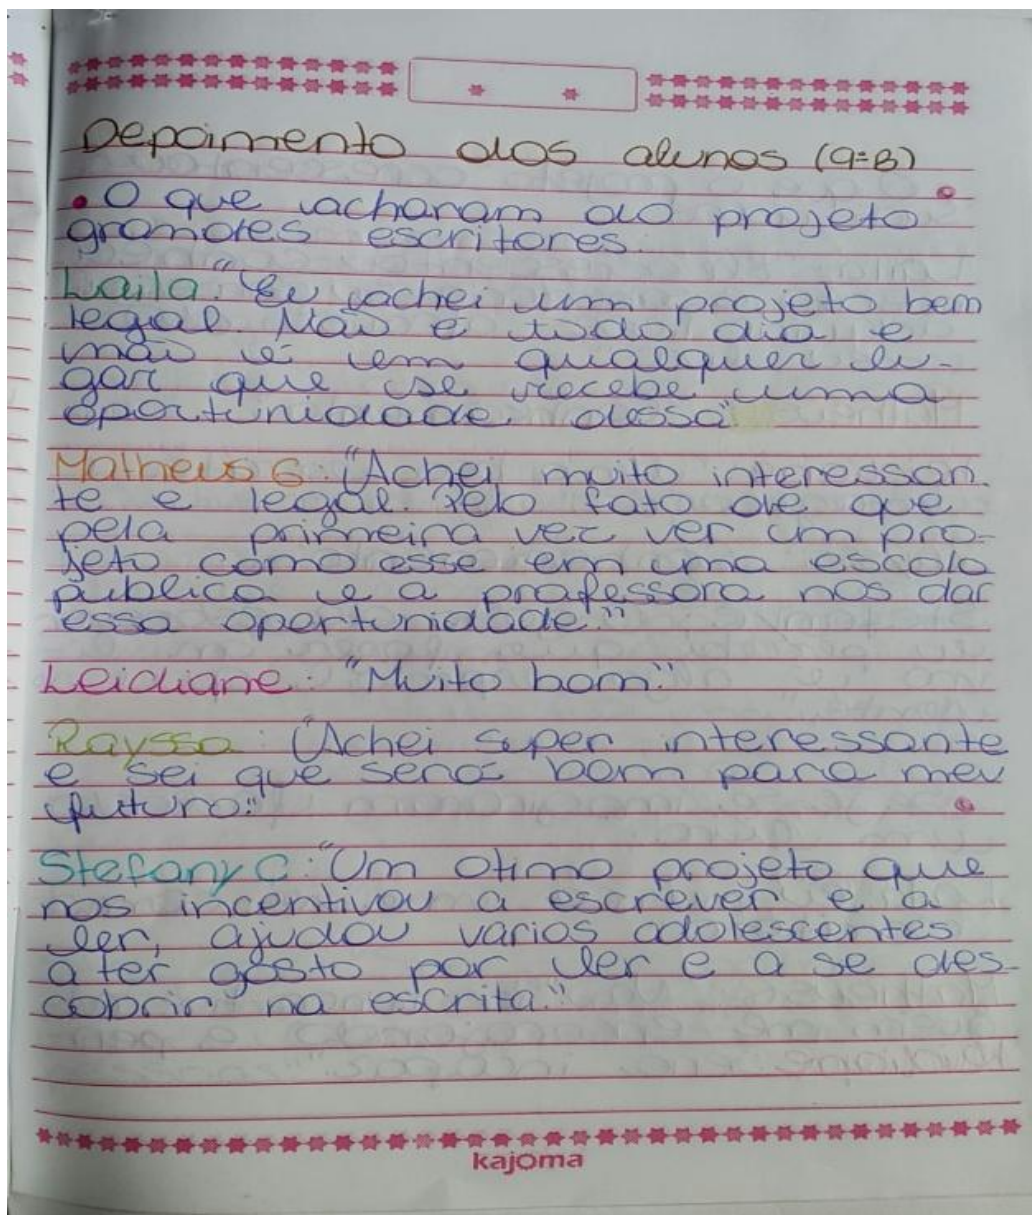 Depoimento dos alunos (9=B)
• O que acharam do projeto
grandes escritores.
Laila: "Eu achei um projeto bem
legal. Não é todo dia e
não é em qualquer lu-
gar que se recebe uma
oportunidade dessa"
Matheus G: "Achei muito interessan-
te e legal. Pelo fato de que
pela primeira vez ver um pro-
jeto como esse em uma escola
publica e a professora nos dar
essa opertunidade."
Leidiane: "Muito bom."
Rayssa: "Achei super interessante
e sei que será bom para meu
futuro."
Stefany C: "Um otimo projeto que
nos incentivou a escrever e a
ler, ajudou varios adolescentes
a ter gosto por ler e a se des-
cobrir na escrita."
kajoma